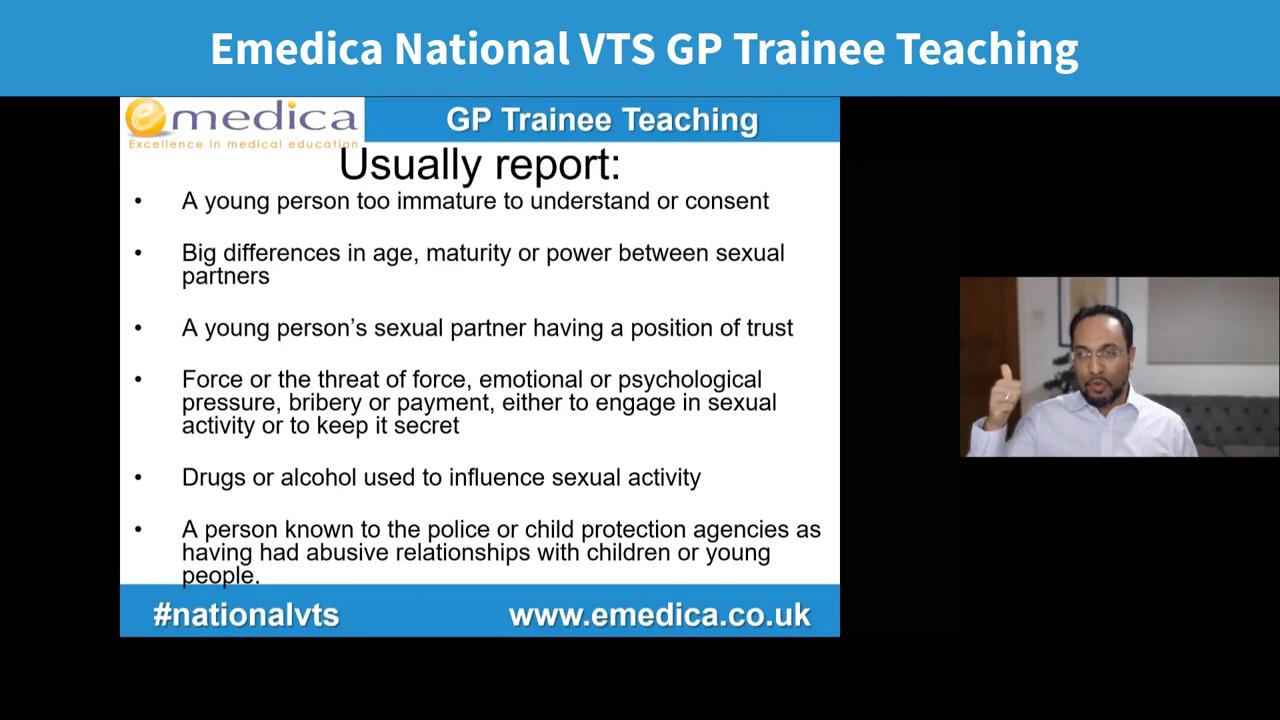 Emedica National VTS GP Trainee Teaching
emedica
Excellence in medical education
GP Trainee Teaching
Usually report:
• A young person too immature to understand or consent
• Big differences in age, maturity or power between sexual
partners
• A young person’s sexual partner having a position of trust
• Force or the threat of force, emotional or psychological
pressure, bribery or payment, either to engage in sexual
activity or to keep it secret
• Drugs or alcohol used to influence sexual activity
• A person known to the police or child protection agencies as
having had abusive relationships with children or young
people.
#nationalvts
www.emedica.co.uk